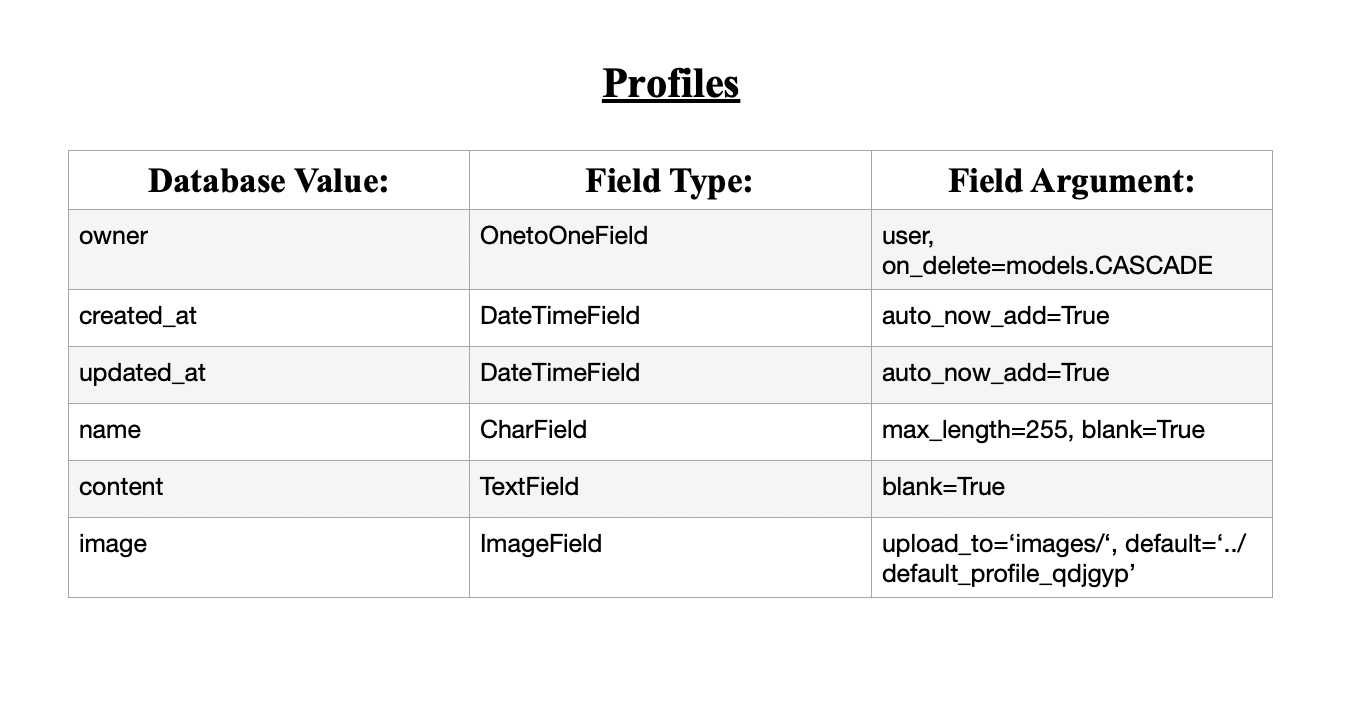 Profiles
Database Value: Field Type: Field Argument:
owner OnetoOneField user,
on_delete=models.CASCADE
created_at DateTimeField auto_now_add=True
updated_at DateTimeField auto_now_add=True
name CharField max_length=255, blank=True
content TextField blank=True
image ImageField upload_to=‘images/‘, default=‘../
default_profile_qdjgyp’